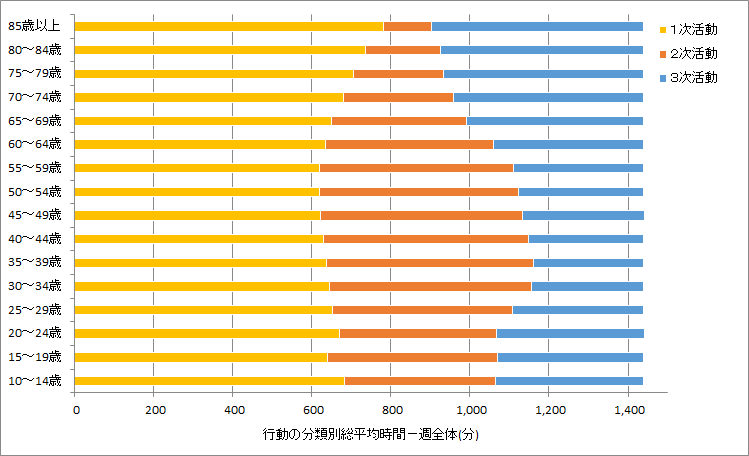 85歳以上
80～84歳
75～79歳
70～74歳
65～69歳
60～64歳
55～59歳
50～54歳
45～49歳
40～44歳
35～39歳
30～34歳
25～29歳
20～24歳
15～19歳
10～14歳
0 200 400 600 800 1,000 1,200 1,400
行動の分類別総平均時間－週全体(分)
1次活動
2次活動
3次活動